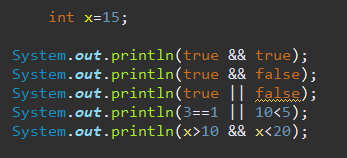 int x=15;
System.out.println(true && true);
System.out.println(true && false);
System.out.println(true || false);
System.out.println(3==1 || 10<5);
System.out.println(x>10 && x<20);